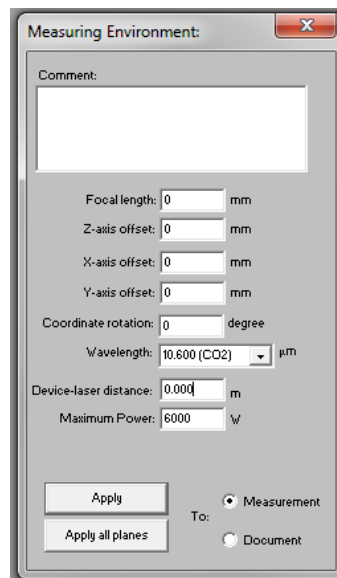 Measuring Environment:
Comment:
Focal length: 0 mm
Z-axis offset: 0 mm
X-axis offset: 0 mm
Y-axis offset: 0 mm
Coordinate rotation: 0 degree
Wavelength: 10.600 (CO2) µm
Device-laser distance: 0.000 m
Maximum Power: 6000 W
Apply
To:
Measurement
Apply all planes
Document